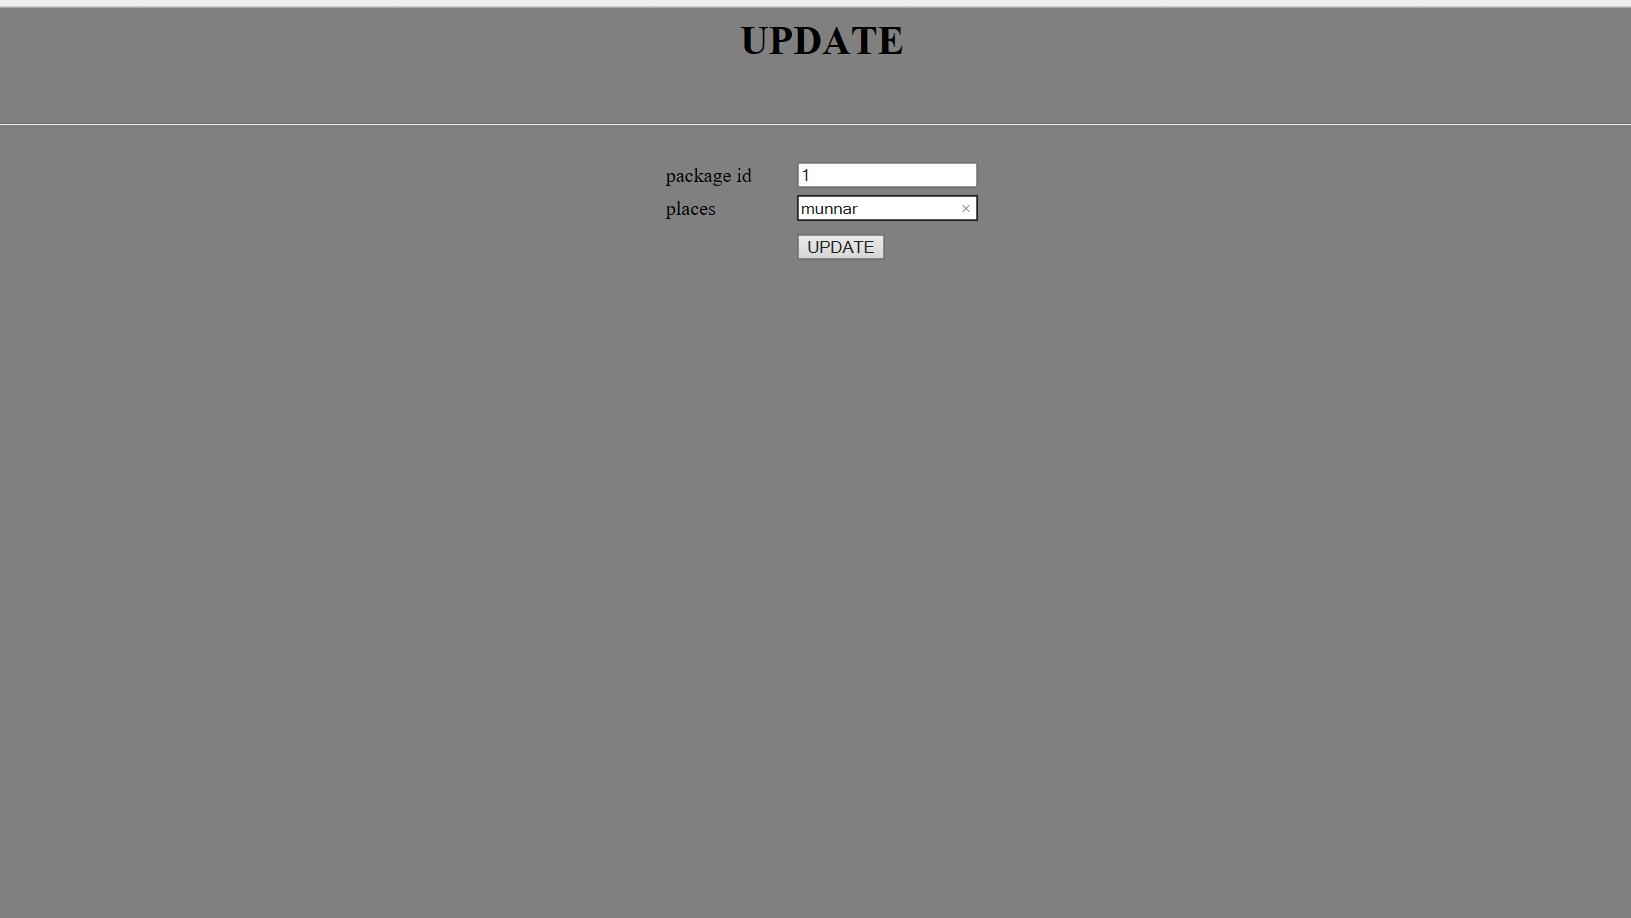 UPDATE
package id 1
places munnar ×
UPDATE